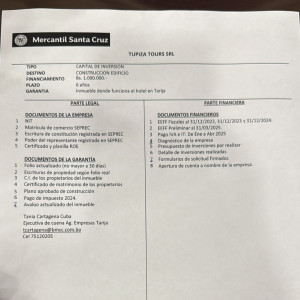 Mercantil Santa Cruz
TUPIZA TOURS SRL
TIPO CAPITAL DE INVERSION
DESTINO CONSTRUCCION EDIFICIO
FINANCIAMIENTO Bs. 1.000.000.-
PLAZO 6 años
GARANTIA Inmueble donde funciona el hotel en Tarija
PARTE LEGAL
DOCUMENTOS DE LA EMPRESA
1 NIT
2 Matricula de comercio SEPREC
3 Escritura de constitución registrada en SEPREC
4 Poder del representante registrado en SEPREC
5 Certificado y planilla ROE
DOCUMENTOS DE LA GARANTÍA
1 Folio actualizado (no mayor a 30 días)
2 Escrituras de propiedad según Folio real
3 C.I. de los propietarios del inmueble
4 Certificado de matrimonio de los propietarios
5 Plano aprobado de construcción
6 Pago de impuesto 2024.
7 Avalúo actualizado del inmueble
Tania Cartagena Cuba
Ejecutiva de cuena Ag. Empresas Tarija
tcartagena@bmsc.com.bo
Cel 75120205
PARTE FINANCIERA
DOCUMENTOS FINANCIEROS
1 EEFF Fiscales al 31/12/2022, 31/12/2023 y 31/12/2024.
2 EEFF Preliminar al 31/03/2025.
3 Pago IVA e IT: De Ene a Abr 2025
4 Diagnóstico de la empresa
5 Presupuesto de inversiones por realizar
6 Detalle de inversiones realizadas
7 Formularios de solicitud firmados
8 Apertura de cuenta a nombre de la empresa.